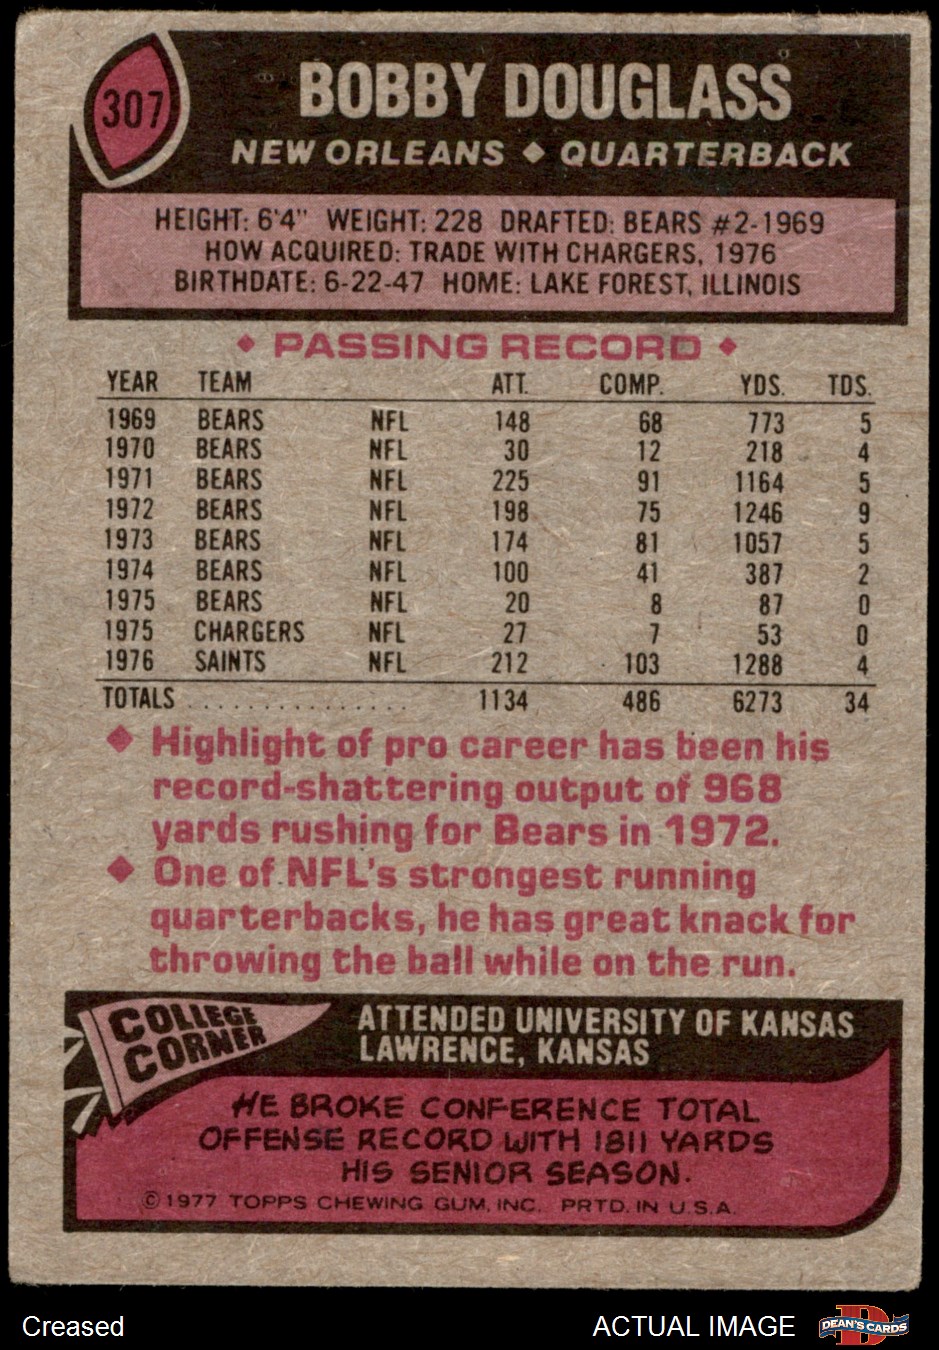 307
BOBBY DOUGLASS
NEW ORLEANS ◆ QUARTERBACK
HEIGHT: 6'4" WEIGHT: 228 DRAFTED: BEARS #2-1969
HOW ACQUIRED: TRADE WITH CHARGERS, 1976
BIRTHDATE: 6-22-47 HOME: LAKE FOREST, ILLINOIS
◆ PASSING RECORD ◆
YEAR TEAM ATT. COMP. YDS. TDS.
1969 BEARS NFL 148 68 773 5
1970 BEARS NFL 30 12 218 4
1971 BEARS NFL 225 91 1164 5
1972 BEARS NFL 198 75 1246 9
1973 BEARS NFL 174 81 1057 5
1974 BEARS NFL 100 41 387 2
1975 BEARS NFL 20 8 87 0
1975 CHARGERS NFL 27 7 53 0
1976 SAINTS NFL 212 103 1288 4
TOTALS . . . . . . . . . . . . . . . 1134 486 6273 34
◆ Highlight of pro career has been his
record-shattering output of 968
yards rushing for Bears in 1972.
◆ One of NFL's strongest running
quarterbacks, he has great knack for
throwing the ball while on the run.
COLLEGE
CORNER
ATTENDED UNIVERSITY OF KANSAS
LAWRENCE, KANSAS
HE BROKE CONFERENCE TOTAL
OFFENSE RECORD WITH 1811 YARDS
HIS SENIOR SEASON.
© 1977 TOPPS CHEWING GUM, INC. PRTD. IN U.S.A.
Creased
ACTUAL IMAGE
D
DEAN'S CARDS